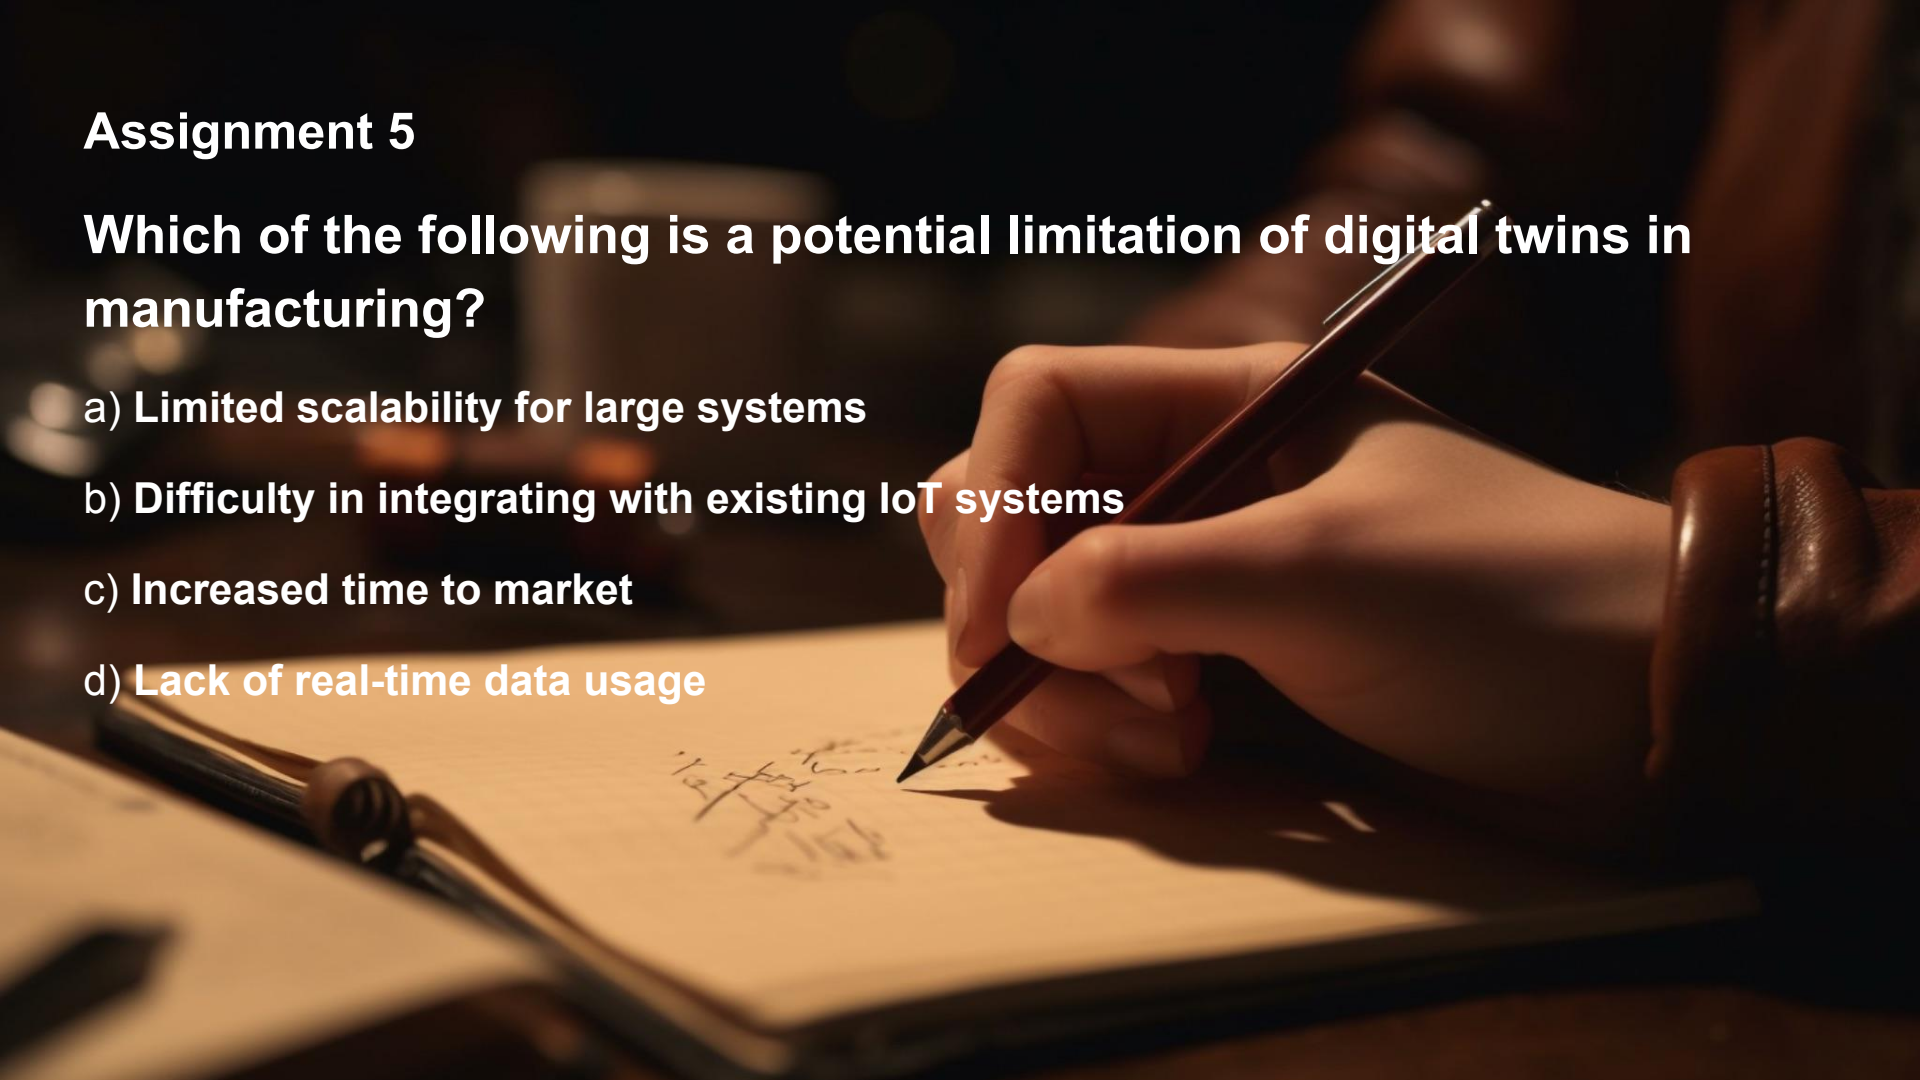 Assignment 5
Which of the following is a potential limitation of digital twins in
manufacturing?
a) Limited scalability for large systems
b) Difficulty in integrating with existing IoT systems
c) Increased time to market
d) Lack of real-time data usage